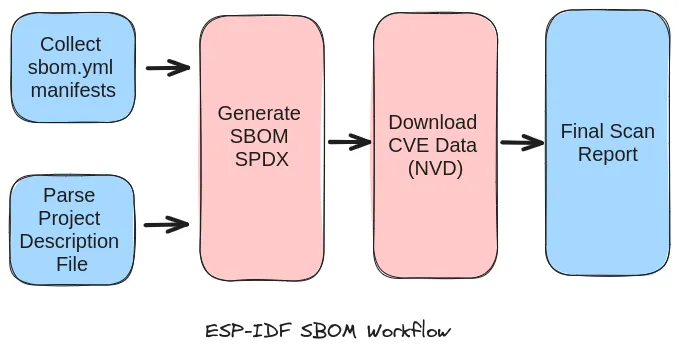 Collect
sbom.yml
manifests
Parse
Project
Description
File
Generate
SBOM
SPDX
Download
CVE Data
(NVD)
Final Scan
Report
ESP-IDF SBOM Workflow